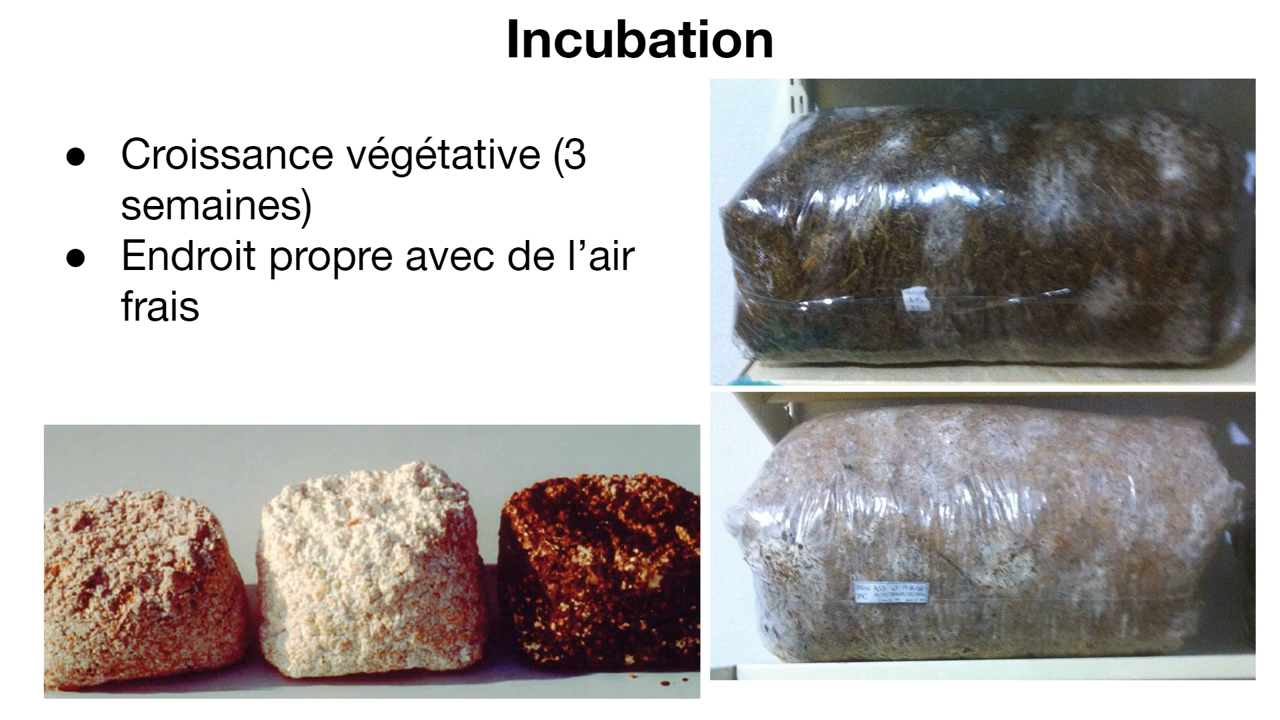 Incubation
● Croissance végétative (3
semaines)
● Endroit propre avec de l’air
frais